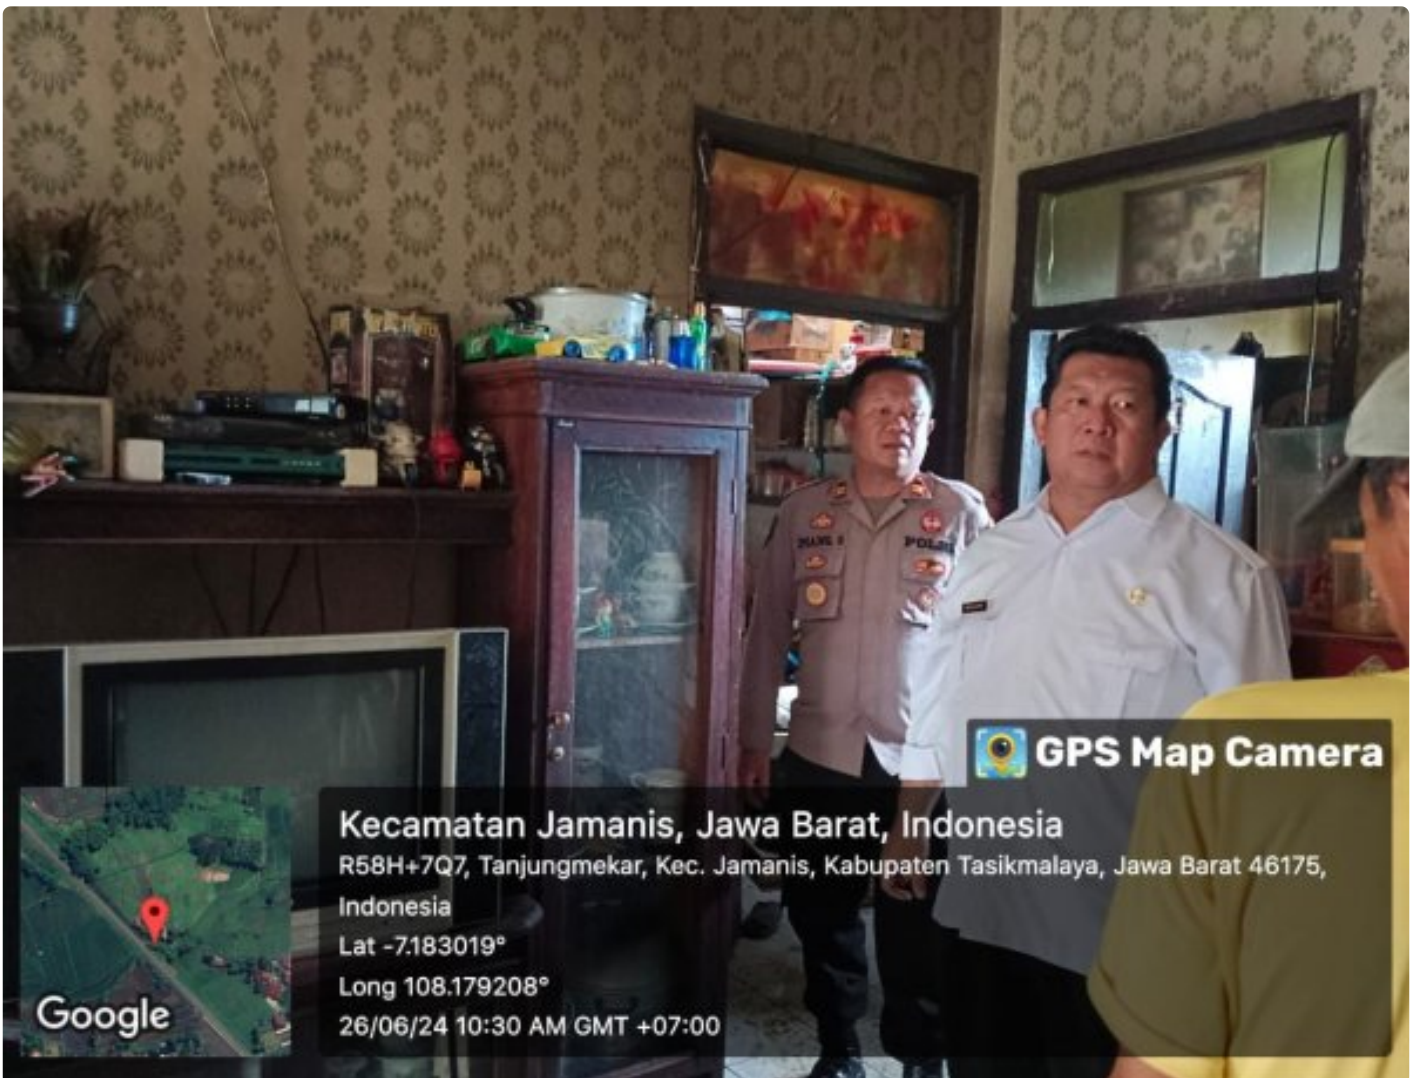 POLRI
GPS Map Camera
Kecamatan Jamanis, Jawa Barat, Indonesia
R58H+7Q7, Tanjungmekar, Kec. Jamanis, Kabupaten Tasikmalaya, Jawa Barat 46175,
Indonesia
Lat -7.183019°
Long 108.179208°
26/06/24 10:30 AM GMT +07:00
Google